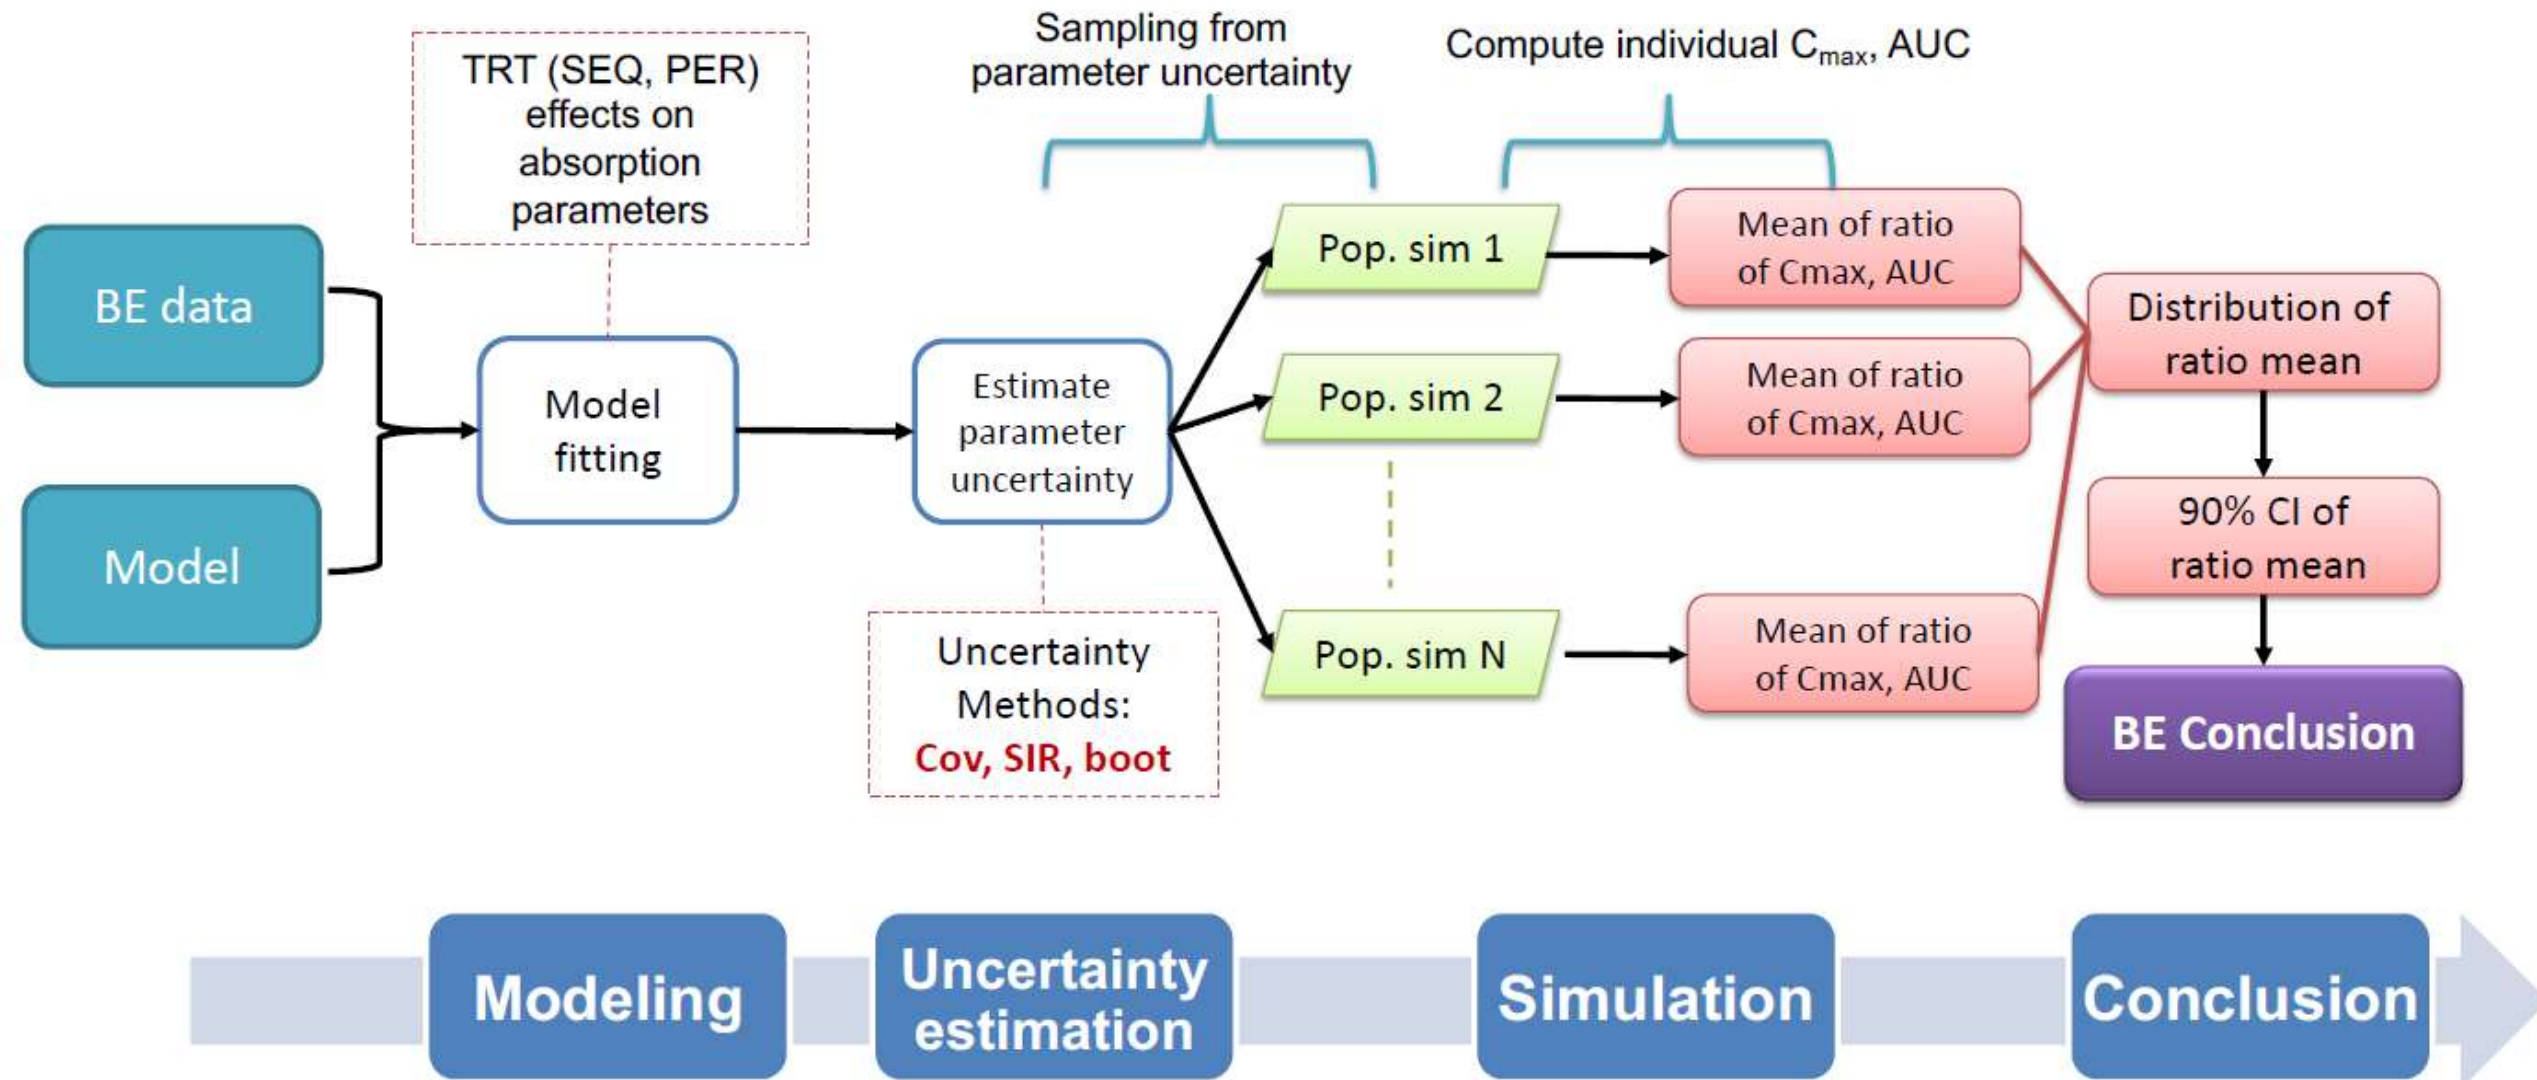 TRT (SEQ, PER)
effects on
absorption
parameters
Sampling from
parameter uncertainty
Compute individual Cmax, AUC
BE data
Model
Model
fitting
Estimate
parameter
uncertainty
Uncertainty
Methods:
Cov, SIR, boot
Pop. sim 1
Pop. sim 2
Pop. sim N
Mean of ratio
of Cmax, AUC
Mean of ratio
of Cmax, AUC
Mean of ratio
of Cmax, AUC
Distribution of
ratio mean
90% CI of
ratio mean
BE Conclusion
Modeling
Uncertainty
estimation
Simulation
Conclusion